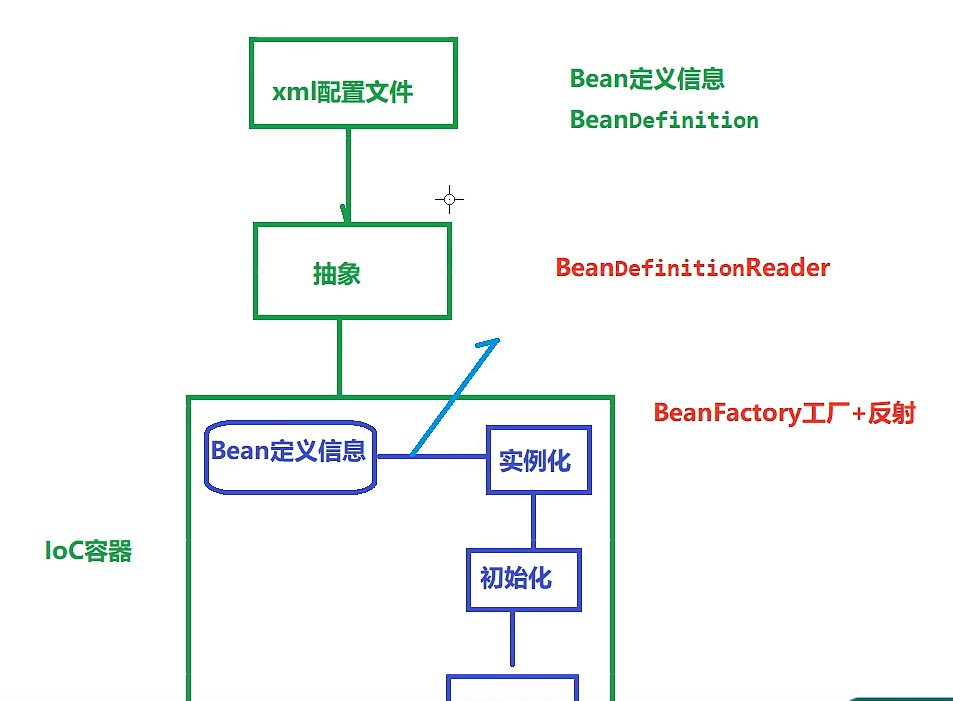 xml配置文件
Bean定义信息
BeanDefinition
抽象
BeanDefinitionReader
BeanFactory工厂+反射
Bean定义信息
实例化
IoC容器
初始化